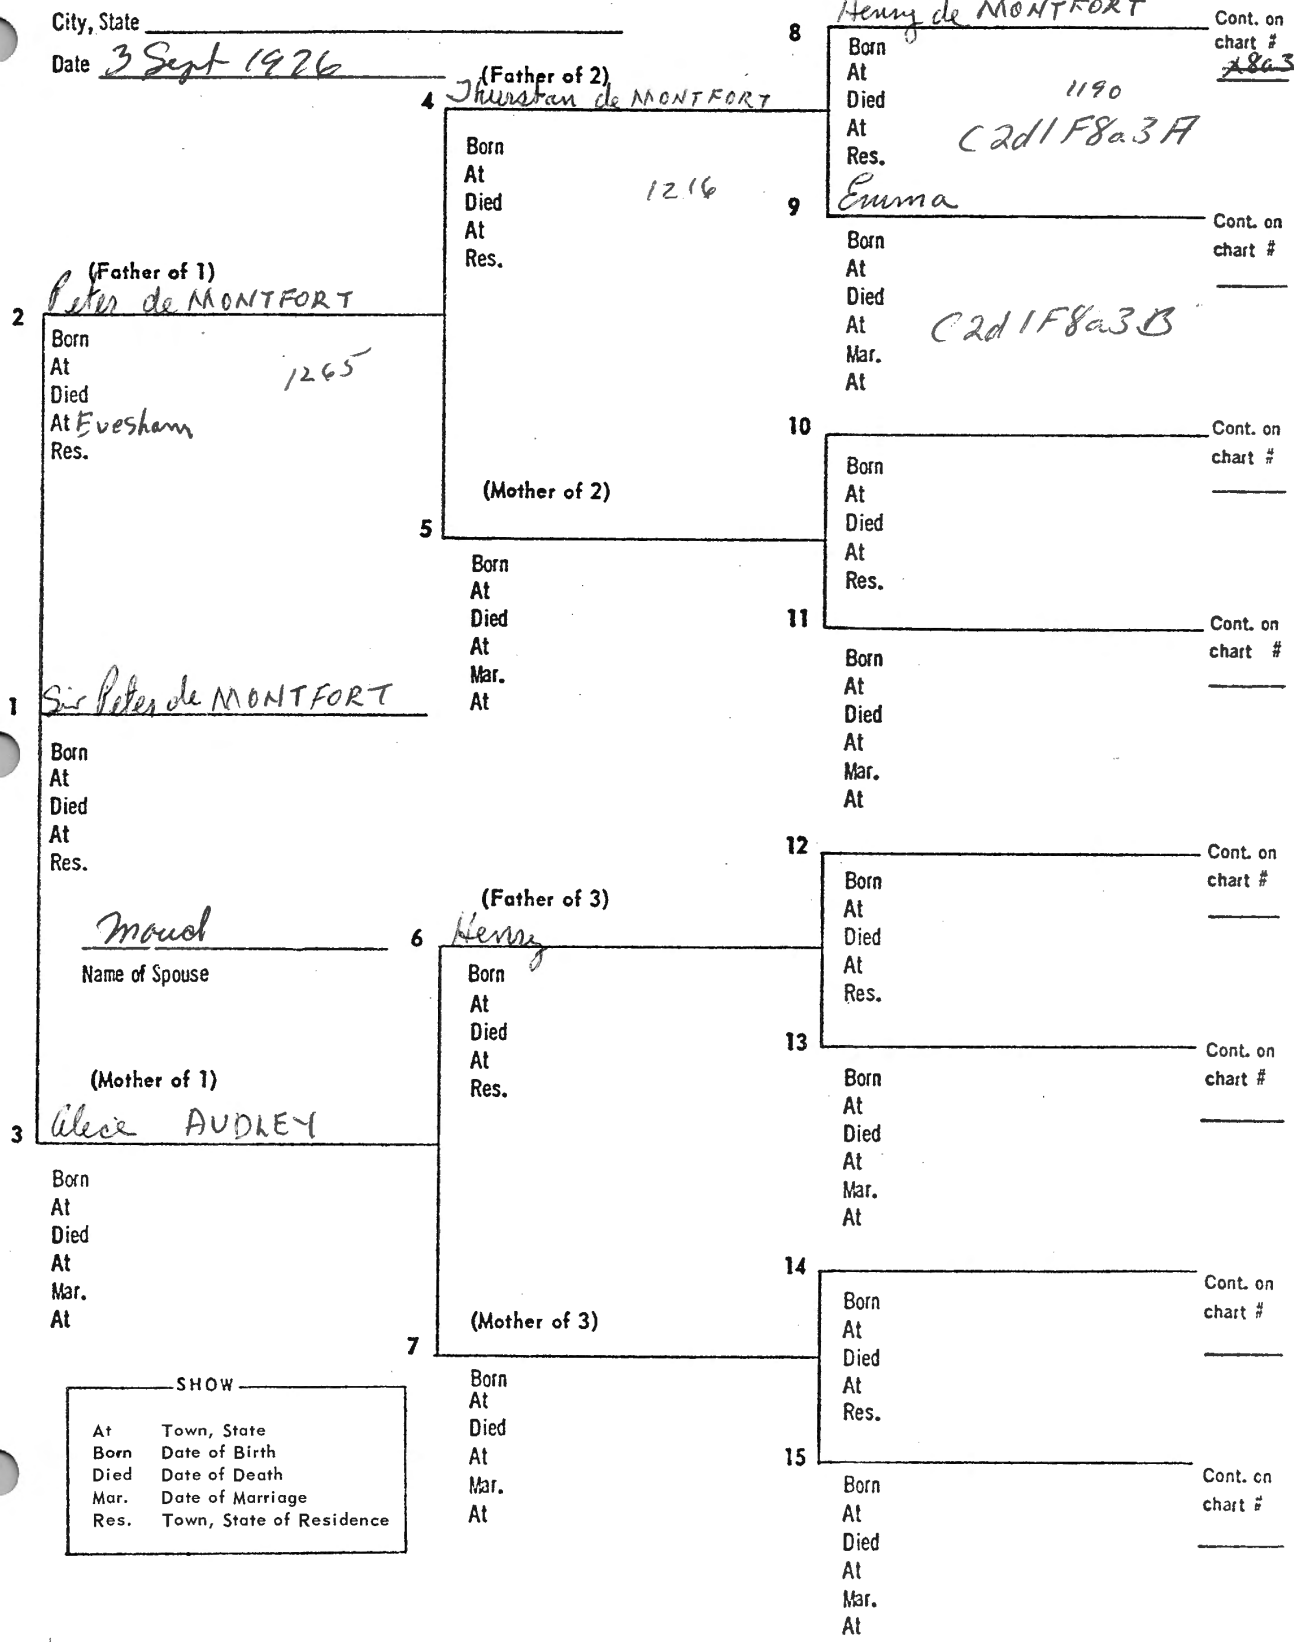 City, State
Date 3 Sept 1926
8 Henry de MONTFORT
Born
At
Died 1190
At
Res. C2d1F8a3A
Cont. on
chart #
(Father of 2)
4 Thurstan de MONTFORT
Born
At
Died 1216
At
Res.
9 Emma
Born
At
Died
At C2d1F8a3B
Mar.
At
Cont. on
chart #
(Father of 1)
2 Peter de MONTFORT
Born
At 1265
Died
At Evesham
Res.
10
Born
At
Died
At
Res.
Cont. on
chart #
(Mother of 2)
5
Born
At
Died
At
Mar.
At
11
Born
At
Died
At
Mar.
At
Cont. on
chart #
1 Sir Peter de MONTFORT
Born
At
Died
At
Res.
Maud
Name of Spouse
12
Born
At
Died
At
Res.
Cont. on
chart #
(Father of 3)
6 Henry
Born
At
Died
At
Res.
13
Born
At
Died
At
Mar.
At
Cont. on
chart #
(Mother of 1)
3 Alice AUDLEY
Born
At
Died
At
Mar.
At
14
Born
At
Died
At
Res.
Cont. on
chart #
(Mother of 3)
7
Born
At
Died
At
Mar.
At
15
Born
At
Died
At
Mar.
At
Cont. on
chart #
SHOW
At Town, State
Born Date of Birth
Died Date of Death
Mar. Date of Marriage
Res. Town, State of Residence